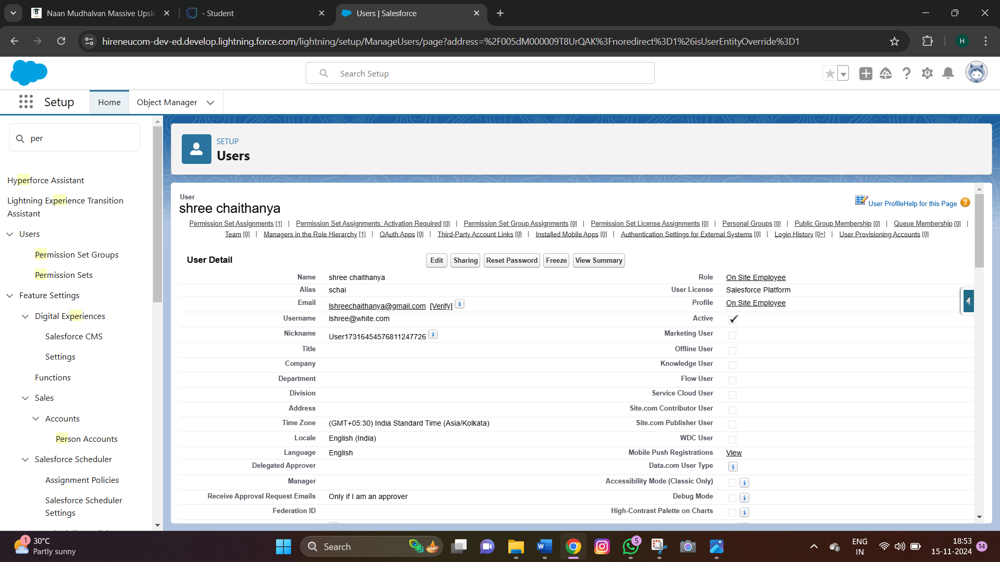 Naan Mudhalvan Massive Upsk
- Student
Users | Salesforce
hireneucom-dev-ed.develop.lightning.force.com/lightning/setup/ManageUsers/page?address=%2F005dM000009T8UrQAK%3Fnoredirect%3D1%26isUserEntityOverride%3D1
H
Search Setup
Setup
Home
Object Manager
per
Hyperforce Assistant
Lightning Experience Transition
Assistant
Users
Permission Set Groups
Permission Sets
Feature Settings
Digital Experiences
Salesforce CMS
Settings
Functions
Sales
Accounts
Person Accounts
Salesforce Scheduler
Assignment Policies
Salesforce Scheduler
Settings
SETUP
Users
User
shree chaithanya
User Profile Help for this Page
Permission Set Assignments [1] | Permission Set Assignments: Activation Required [0] | Permission Set Group Assignments [0] | Permission Set License Assignments [0] | Personal Groups [0] | Public Group Membership [0] | Queue Membership [0] |
Team [0] | Managers in the Role Hierarchy [1] | OAuth Apps [0] | Third-Party Account Links [0] | Installed Mobile Apps [0] | Authentication Settings for External Systems [0] | Login History [0+] | User Provisioning Accounts [0]
User Detail Edit Sharing Reset Password Freeze View Summary
Name shree chaithanya Role On Site Employee
Alias schai User License Salesforce Platform
Email lshreechaithanya@gmail.com [Verify] i Profile On Site Employee
Username lshree@white.com Active
Nickname User17316454576811247726 i Marketing User
Title Offline User
Company Knowledge User
Department Flow User
Division Service Cloud User
Address Site.com Contributor User
Time Zone (GMT+05:30) India Standard Time (Asia/Kolkata) Site.com Publisher User
Locale English (India) WDC User
Language English Mobile Push Registrations View
Delegated Approver Data.com User Type i
Manager Accessibility Mode (Classic Only) i
Receive Approval Request Emails Only if I am an approver Debug Mode i
Federation ID High-Contrast Palette on Charts i
1
30°C
Partly sunny
Search
5
ENG
IN
18:53
15-11-2024
14